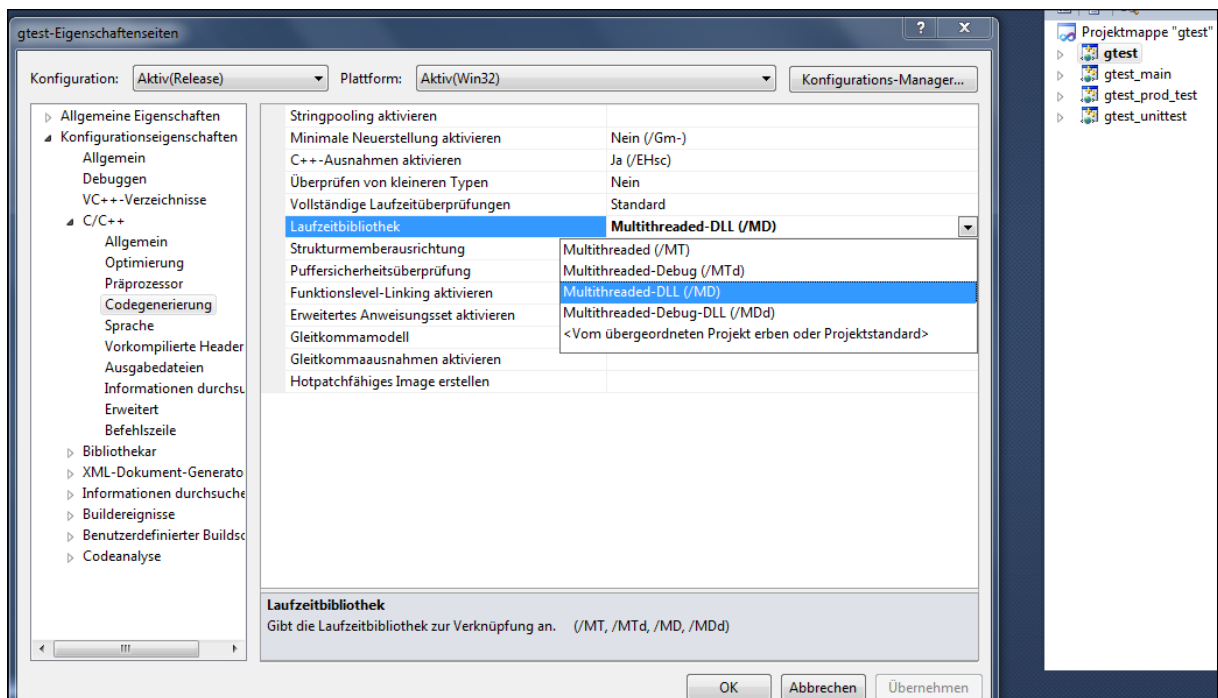 gtest-Eigenschaftenseiten
Konfiguration: Aktiv(Release) Plattform: Aktiv(Win32) Konfigurations-Manager...
Allgemeine Eigenschaften
Konfigurationseigenschaften
Allgemein
Debuggen
VC++-Verzeichnisse
C/C++
Allgemein
Optimierung
Präprozessor
Codegenerierung
Sprache
Vorkompilierte Header
Ausgabedateien
Informationen durchsu
Erweitert
Befehlszeile
Bibliothekar
XML-Dokument-Generato
Informationen durchsuche
Buildereignisse
Benutzerdefinierter Buildsc
Codeanalyse
Stringpooling aktivieren
Minimale Neuerstellung aktivieren Nein (/Gm-)
C++-Ausnahmen aktivieren Ja (/EHsc)
Überprüfen von kleineren Typen Nein
Vollständige Laufzeitüberprüfungen Standard
Laufzeitbibliothek Multithreaded-DLL (/MD)
Strukturmemberausrichtung
Puffersicherheitsüberprüfung
Funktionslevel-Linking aktivieren
Erweitertes Anweisungsset aktivieren
Gleitkommamodell
Gleitkommaausnahmen aktivieren
Hotpatchfähiges Image erstellen
Multithreaded (/MT)
Multithreaded-Debug (/MTd)
Multithreaded-DLL (/MD)
Multithreaded-Debug-DLL (/MDd)
<Vom übergeordneten Projekt erben oder Projektstandard>
Laufzeitbibliothek
Gibt die Laufzeitbibliothek zur Verknüpfung an. (/MT, /MTd, /MD, /MDd)
OK Abbrechen Übernehmen
Projektmappe "gtest"
gtest
gtest_main
gtest_prod_test
gtest_unittest